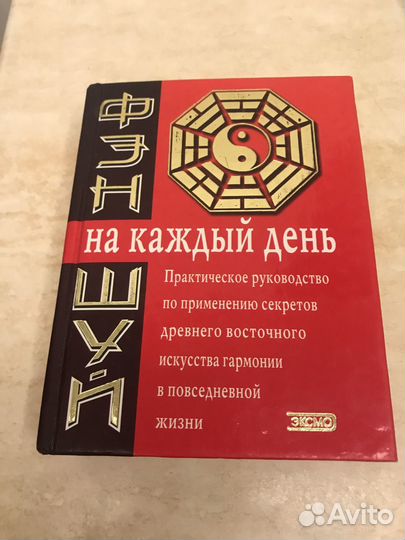 ФЭН
ШУЙ
на каждый день
Практическое руководство
по применению секретов
древнего восточного
искусства гармонии
в повседневной
жизни
ЭКСМО
Avito